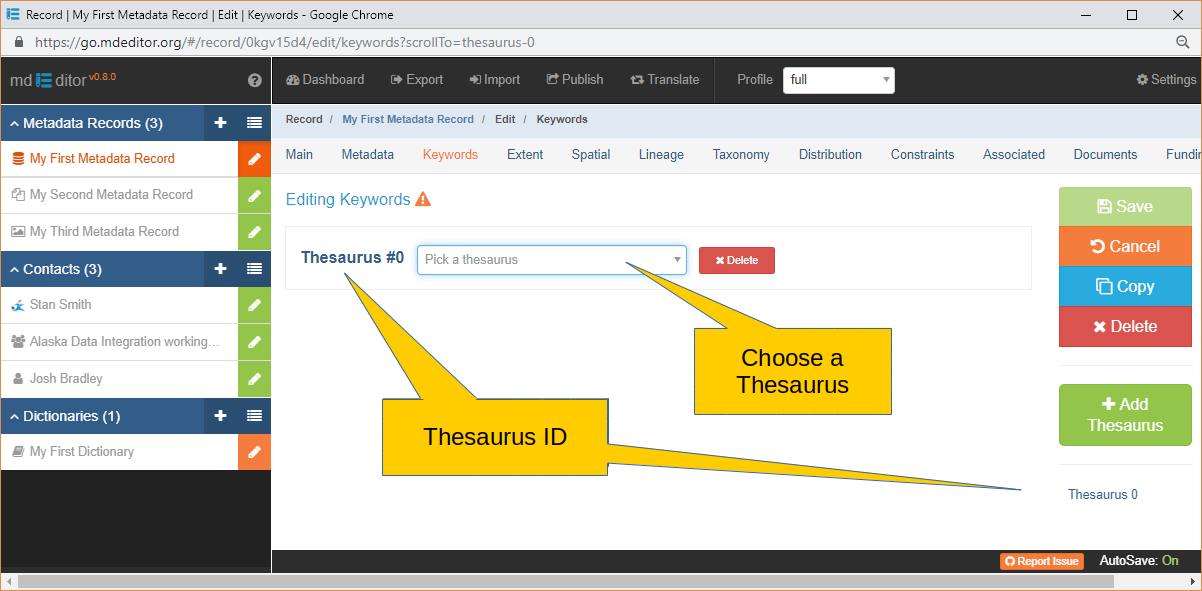 Record | My First Metadata Record | Edit | Keywords - Google Chrome
https://go.mdeditor.org/#/record/0kgv15d4/edit/keywords?scrollTo=thesaurus-0
md ditor v0.8.0
Dashboard Export Import Publish Translate Profile full Settings
Metadata Records (3)
My First Metadata Record
My Second Metadata Record
My Third Metadata Record
Contacts (3)
Stan Smith
Alaska Data Integration working...
Josh Bradley
Dictionaries (1)
My First Dictionary
Record / My First Metadata Record / Edit / Keywords
Main Metadata Keywords Extent Spatial Lineage Taxonomy Distribution Constraints Associated Documents Fundin
Editing Keywords
Thesaurus #0 Pick a thesaurus Delete
Choose a
Thesaurus
Thesaurus ID
Save
Cancel
Copy
Delete
Add
Thesaurus
Thesaurus 0
Report Issue AutoSave: On